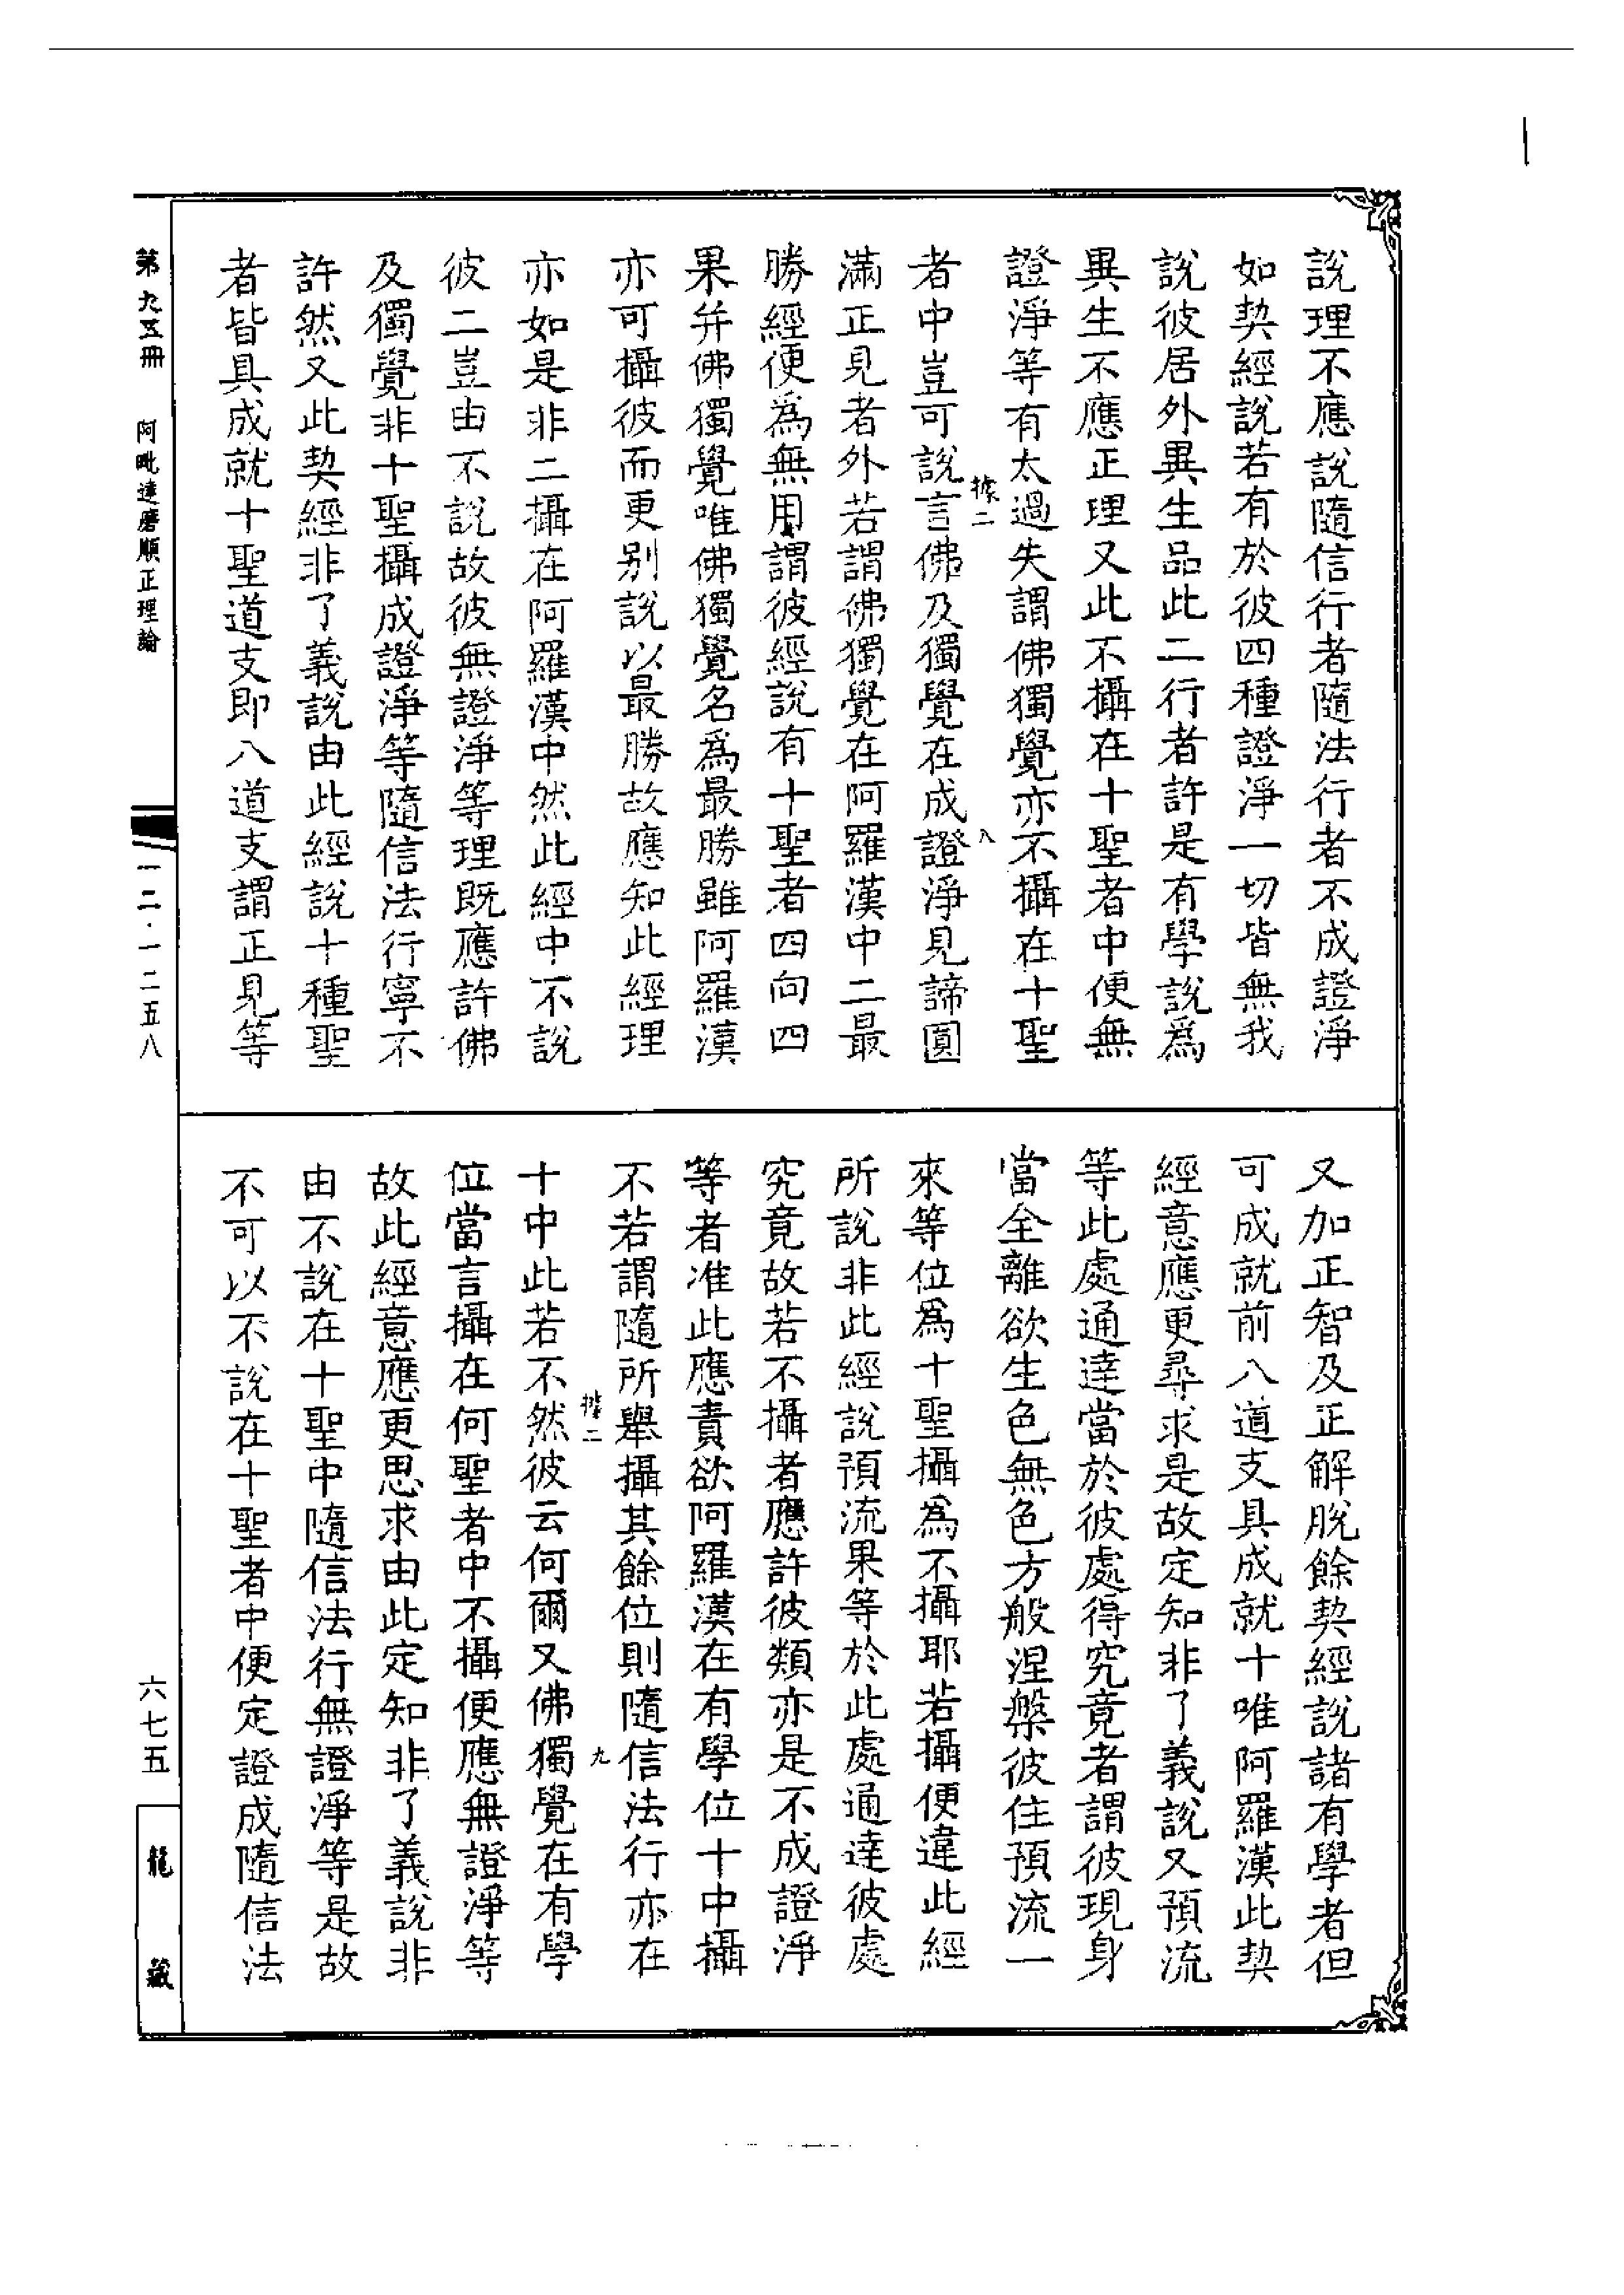 說理不應說隨信行者隨法行者不成證淨
如契經說若有於彼四種證淨一切皆無我
說彼居外異生品此二行者許是有學說為
異生不應正理又此不攝在十聖者中便無
證淨等有太過失謂佛獨覺亦不攝在十聖
據二 八
者中豈可說言佛及獨覺在成證淨見諦圓
滿正見者外若謂佛獨覺在阿羅漢中二最
勝經便為無用謂彼經說有十聖者四向四
果并佛獨覺唯佛獨覺名為最勝雖阿羅漢
亦可攝彼而更別說以最勝故應知此經理
亦如是非二攝在阿羅漢中然此經中不說
彼二豈由不說故彼無證淨等理既應許佛
及獨覺非十聖攝成證淨等隨信法行寧不
許然又此契經非了義說由此經說十種聖
者皆具成就十聖道支即八道支謂正見等
又加正智及正解脫餘契經說諸有學者但
可成就前八道支具成就十唯阿羅漢此契
經意應更尋求是故定知非了義說又預流
等此處通達當於彼處得究竟者謂彼現身
當全離欲生色無色方般涅槃彼住預流一
來等位為十聖攝為不攝耶若攝便違此經
所說非此經說預流果等於此處通達彼處
究竟故若不攝者應許彼類亦是不成證淨
等者准此應責欲阿羅漢在有學位十中攝
不若謂隨所舉攝其餘位則隨信法行亦在
據二 九
十中此若不然彼云何爾又佛獨覺在有學
位當言攝在何聖者中不攝便應無證淨等
故此經意應更思求由此定知非了義說非
由不說在十聖中隨信法行無證淨等是故
不可以不說在十聖者中便定證成隨信法
第九五冊 阿毗達磨順正理論 一二·一二五八 六七五 龍藏